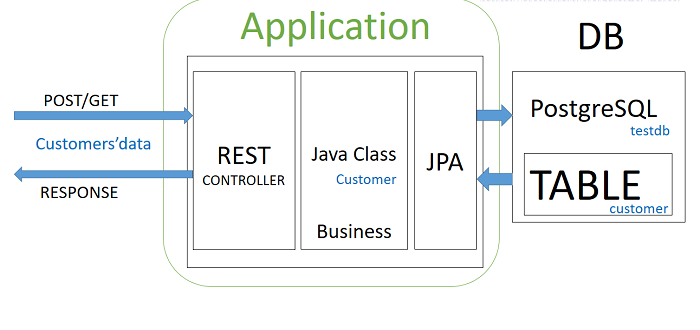 Application
DB
POST/GET
Customers'data
RESPONSE
REST
CONTROLLER
Java Class
Customer
Business
JPA
PostgreSQL
testdb
TABLE
customer